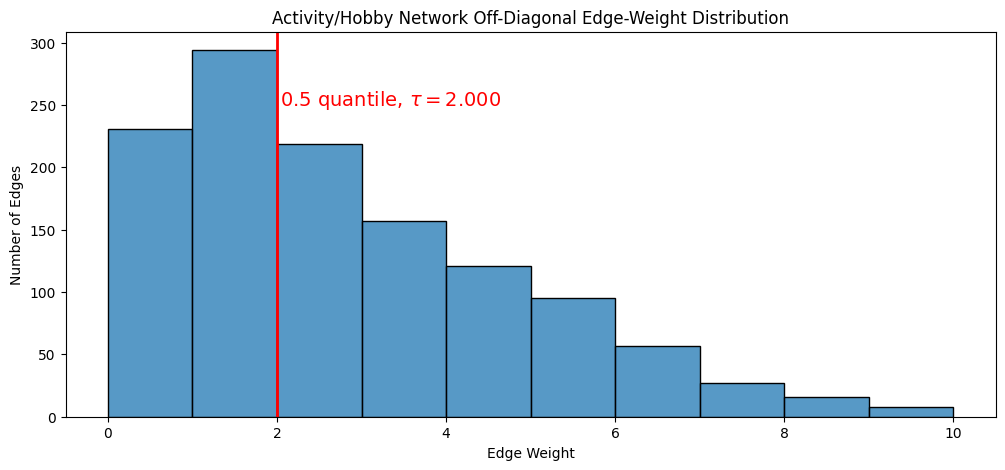 Activity/Hobby Network Off-Diagonal Edge-Weight Distribution
300
250
200
150
100
50
0
Number of Edges
0.5 quantile, τ = 2.000
0 2 4 6 8 10
Edge Weight